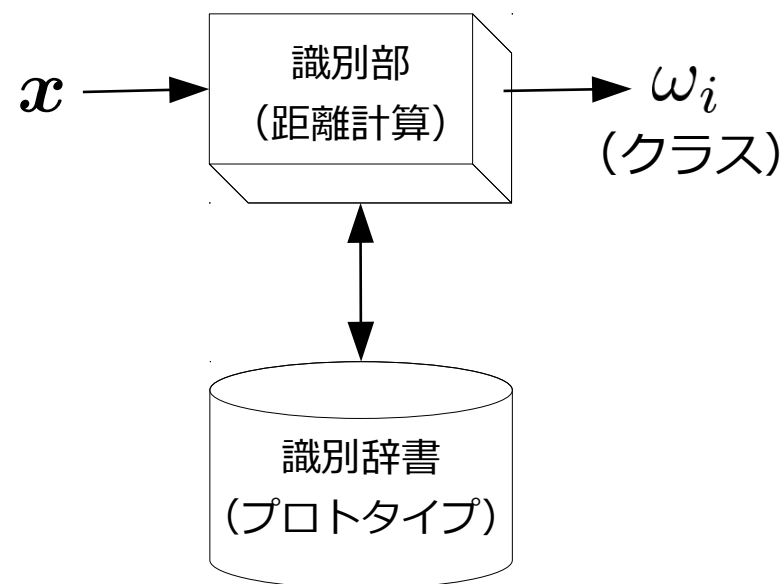 x
識別部
（距離計算）
ω_i
（クラス）
識別辞書
（プロトタイプ）